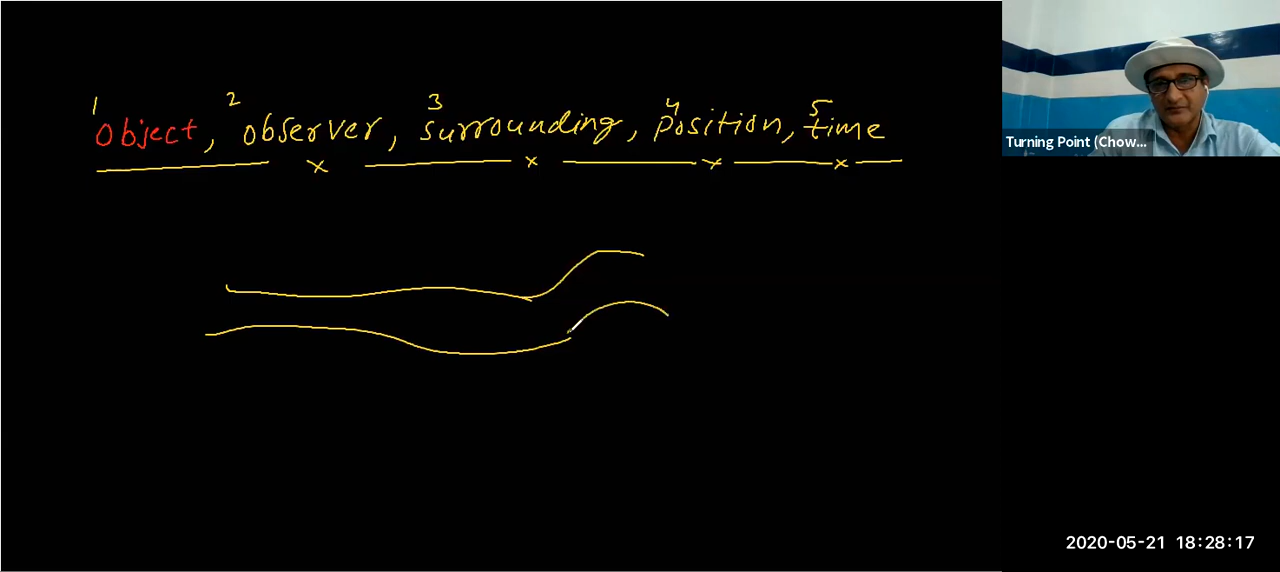 1 2 3 4 5
object, observer, surrounding, position, time
x x x x
Turning Point (Chow...
2020-05-21 18:28:17